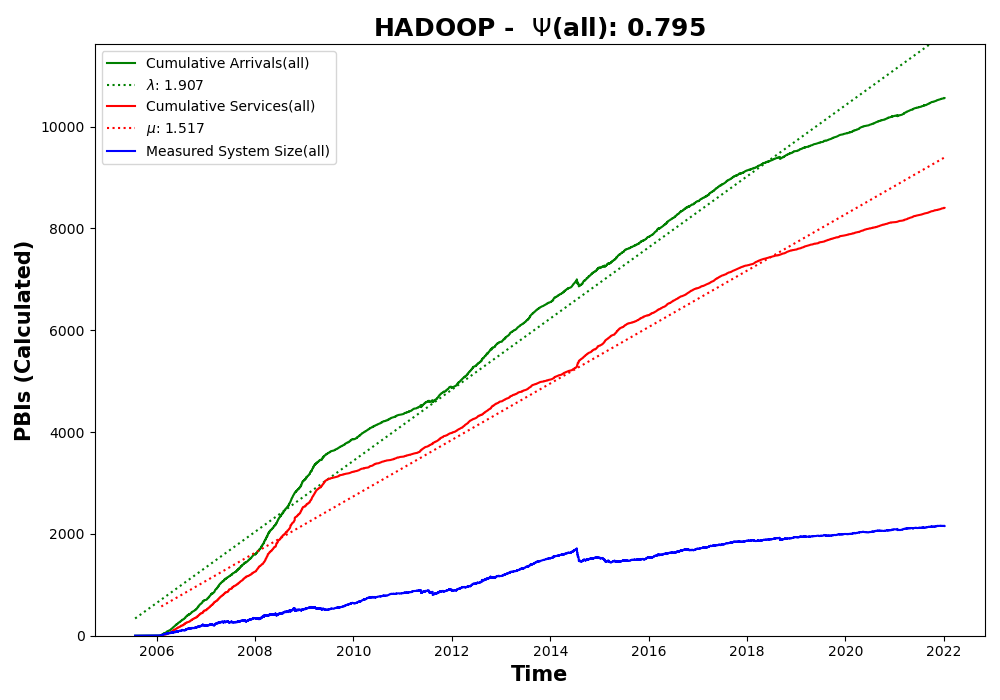 HADOOP - Ψ(all): 0.795
Cumulative Arrivals(all)
λ: 1.907
Cumulative Services(all)
μ: 1.517
Measured System Size(all)
PBIs (Calculated)
10000
8000
6000
4000
2000
0
2006 2008 2010 2012 2014 2016 2018 2020 2022
Time